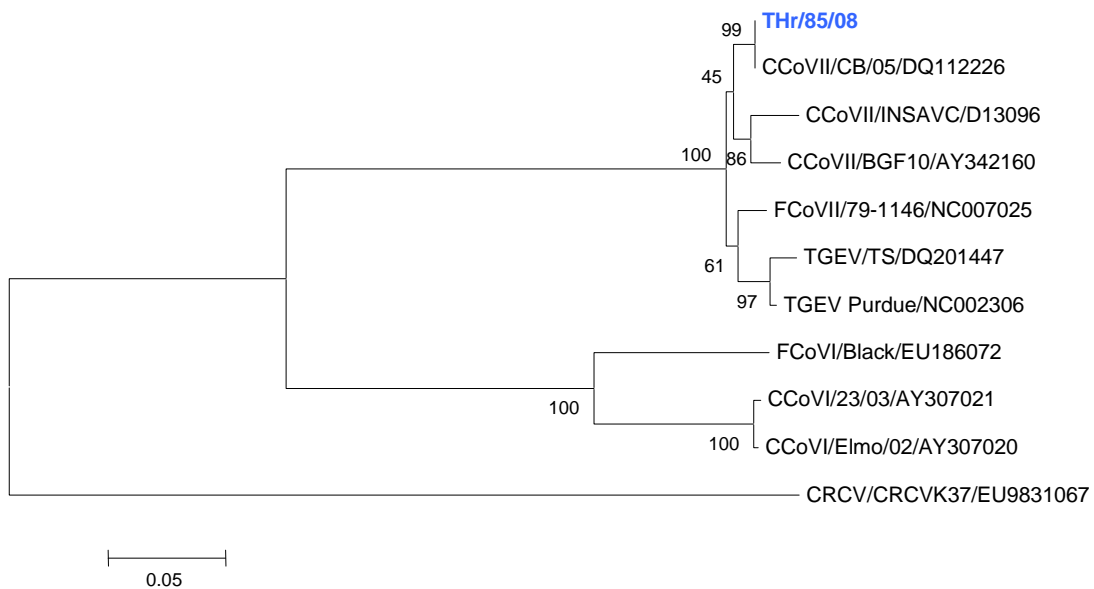 THr/85/08
99
CCoVII/CB/05/DQ112226
45
CCoVII/INSAVC/D13096
100
86
CCoVII/BGF10/AY342160
FCoVII/79-1146/NC007025
TGEV/TS/DQ201447
61
97
TGEV Purdue/NC002306
FCoVI/Black/EU186072
CCoVI/23/03/AY307021
100
CCoVI/Elmo/02/AY307020
100
CRCV/CRCVK37/EU9831067
0.05